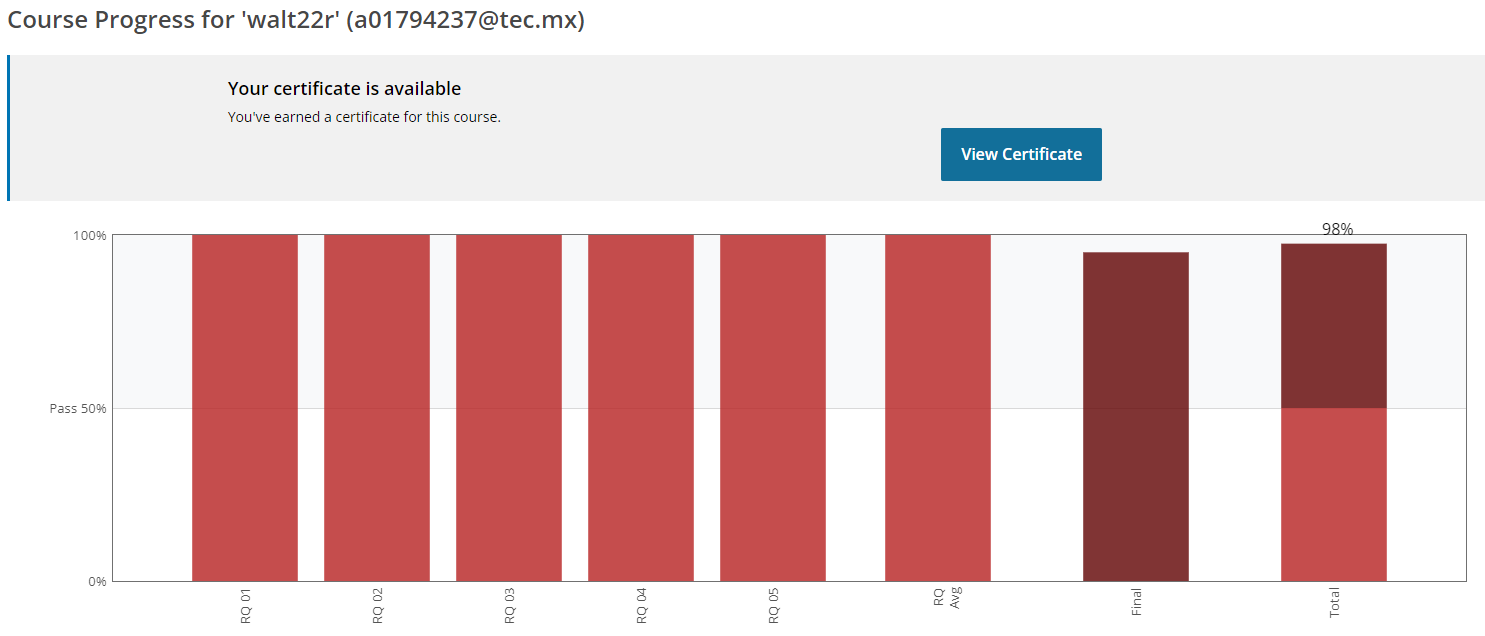 Course Progress for 'walt22r' (a01794237@tec.mx)
Your certificate is available
You've earned a certificate for this course.
View Certificate
98%
100%
Pass 50%
0%
RQ 01
RQ 02
RQ 03
RQ 04
RQ 05
RQ
Avg
Final
Total